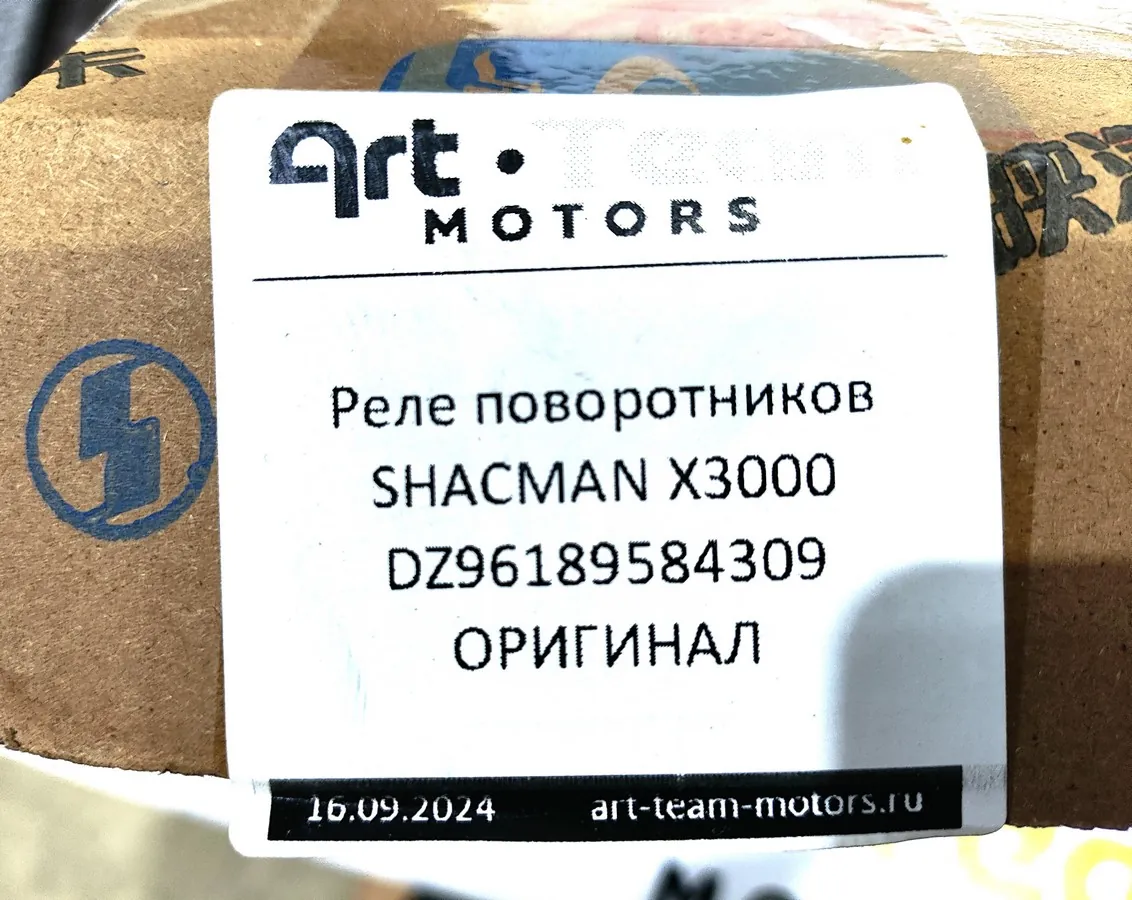 Art • Team
MOTORS
Реле поворотников
SHACMAN X3000
DZ96189584309
ОРИГИНАЛ
16.09.2024 art-team-motors.ru